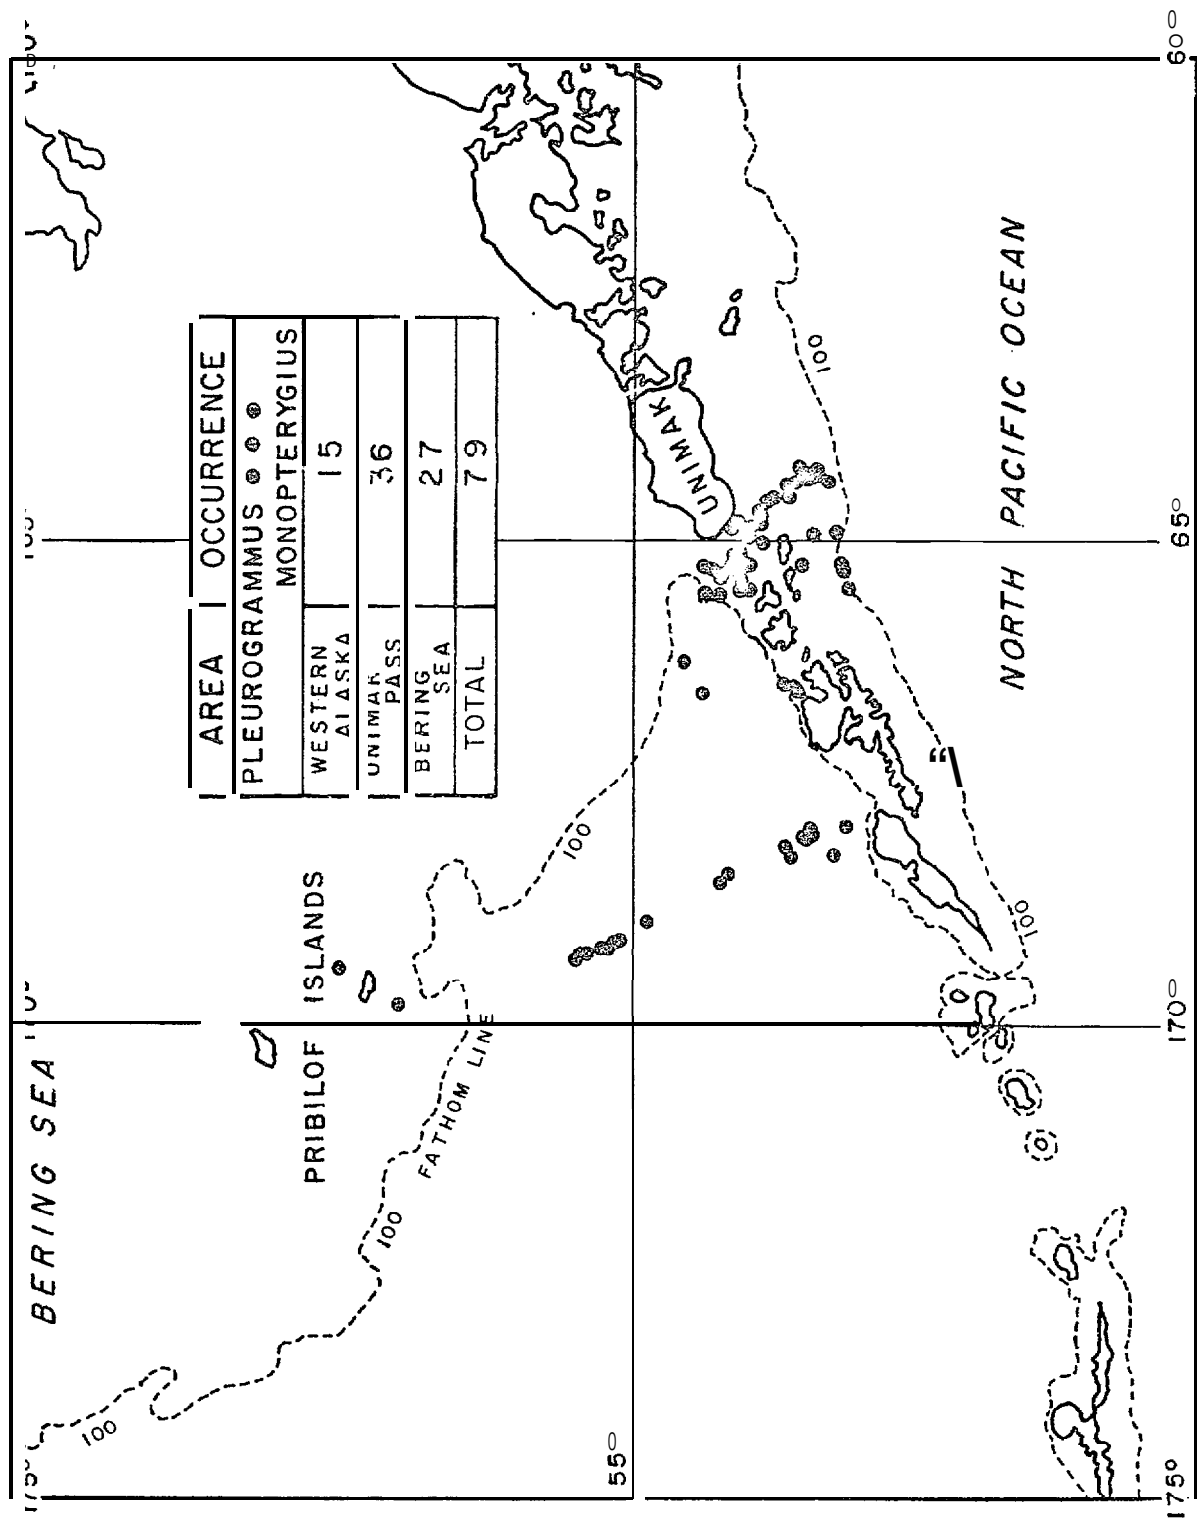 BERING SEA
PRIBILOF ISLANDS
AREA OCCURRENCE
PLEUROGRAMMUS
MONOPTERYGIUS
WESTERN ALASKA 15
UNIMAK PASS 36
BERING SEA 27
TOTAL 79
FATHOM LINE
100
100
100
100
100
UNIMAK
NORTH PACIFIC OCEAN
55°
175°
170°
65°
60°